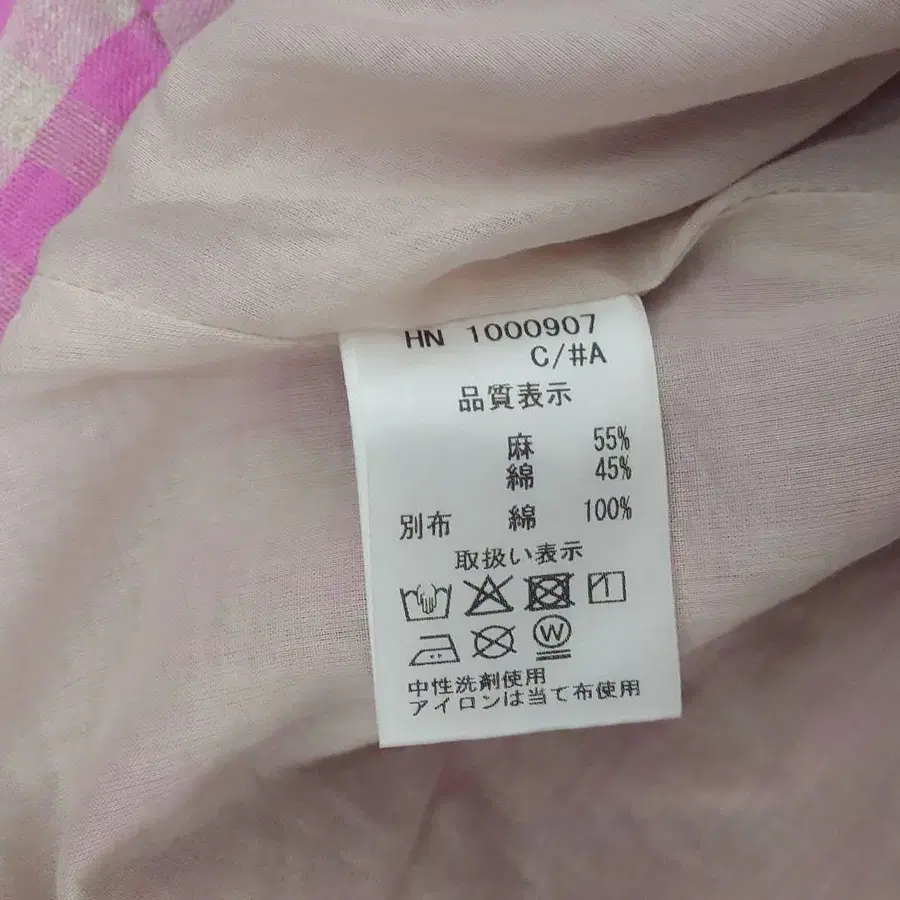 HN 1000907
C/#A
品質表示
麻 55%
綿 45%
別布 綿 100%
取扱い表示
W
中性洗剤使用
アイロンは当て布使用